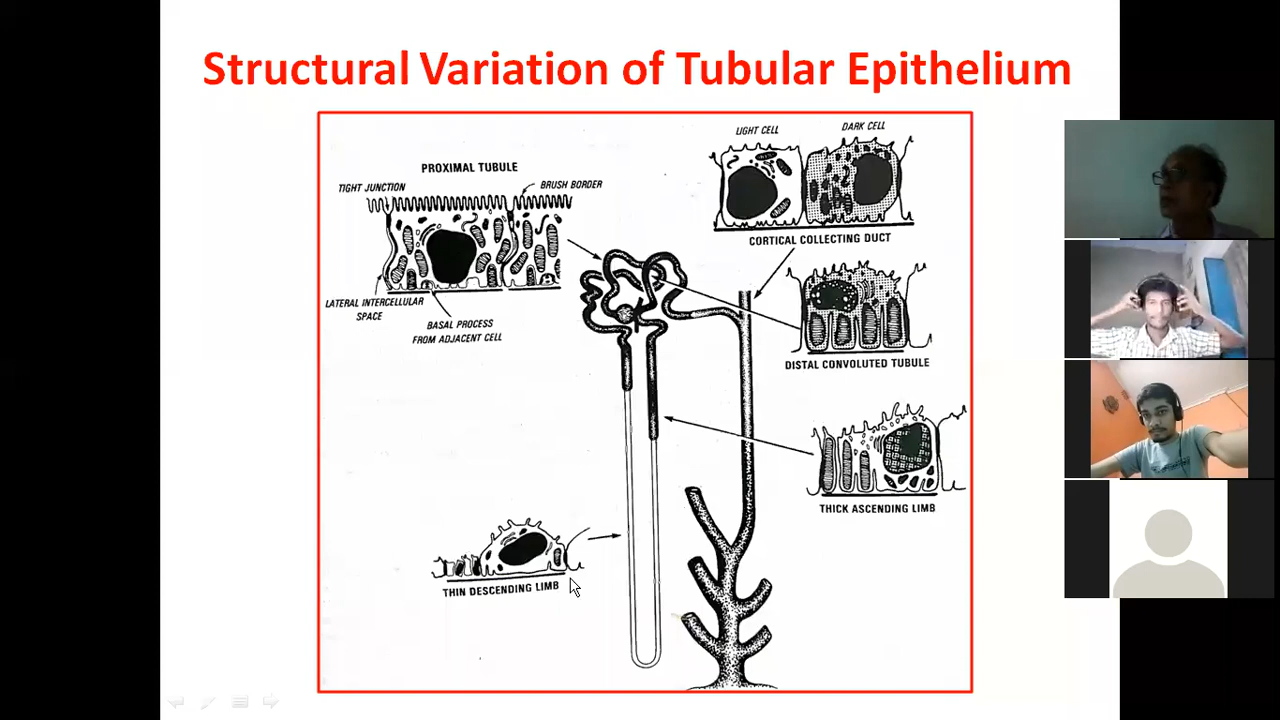 Structural Variation of Tubular Epithelium
LIGHT CELL
DARK CELL
PROXIMAL TUBULE
TIGHT JUNCTION
BRUSH BORDER
CORTICAL COLLECTING DUCT
LATERAL INTERCELLULAR
SPACE
BASAL PROCESS
FROM ADJACENT CELL
DISTAL CONVOLUTED TUBULE
THICK ASCENDING LIMB
THIN DESCENDING LIMB